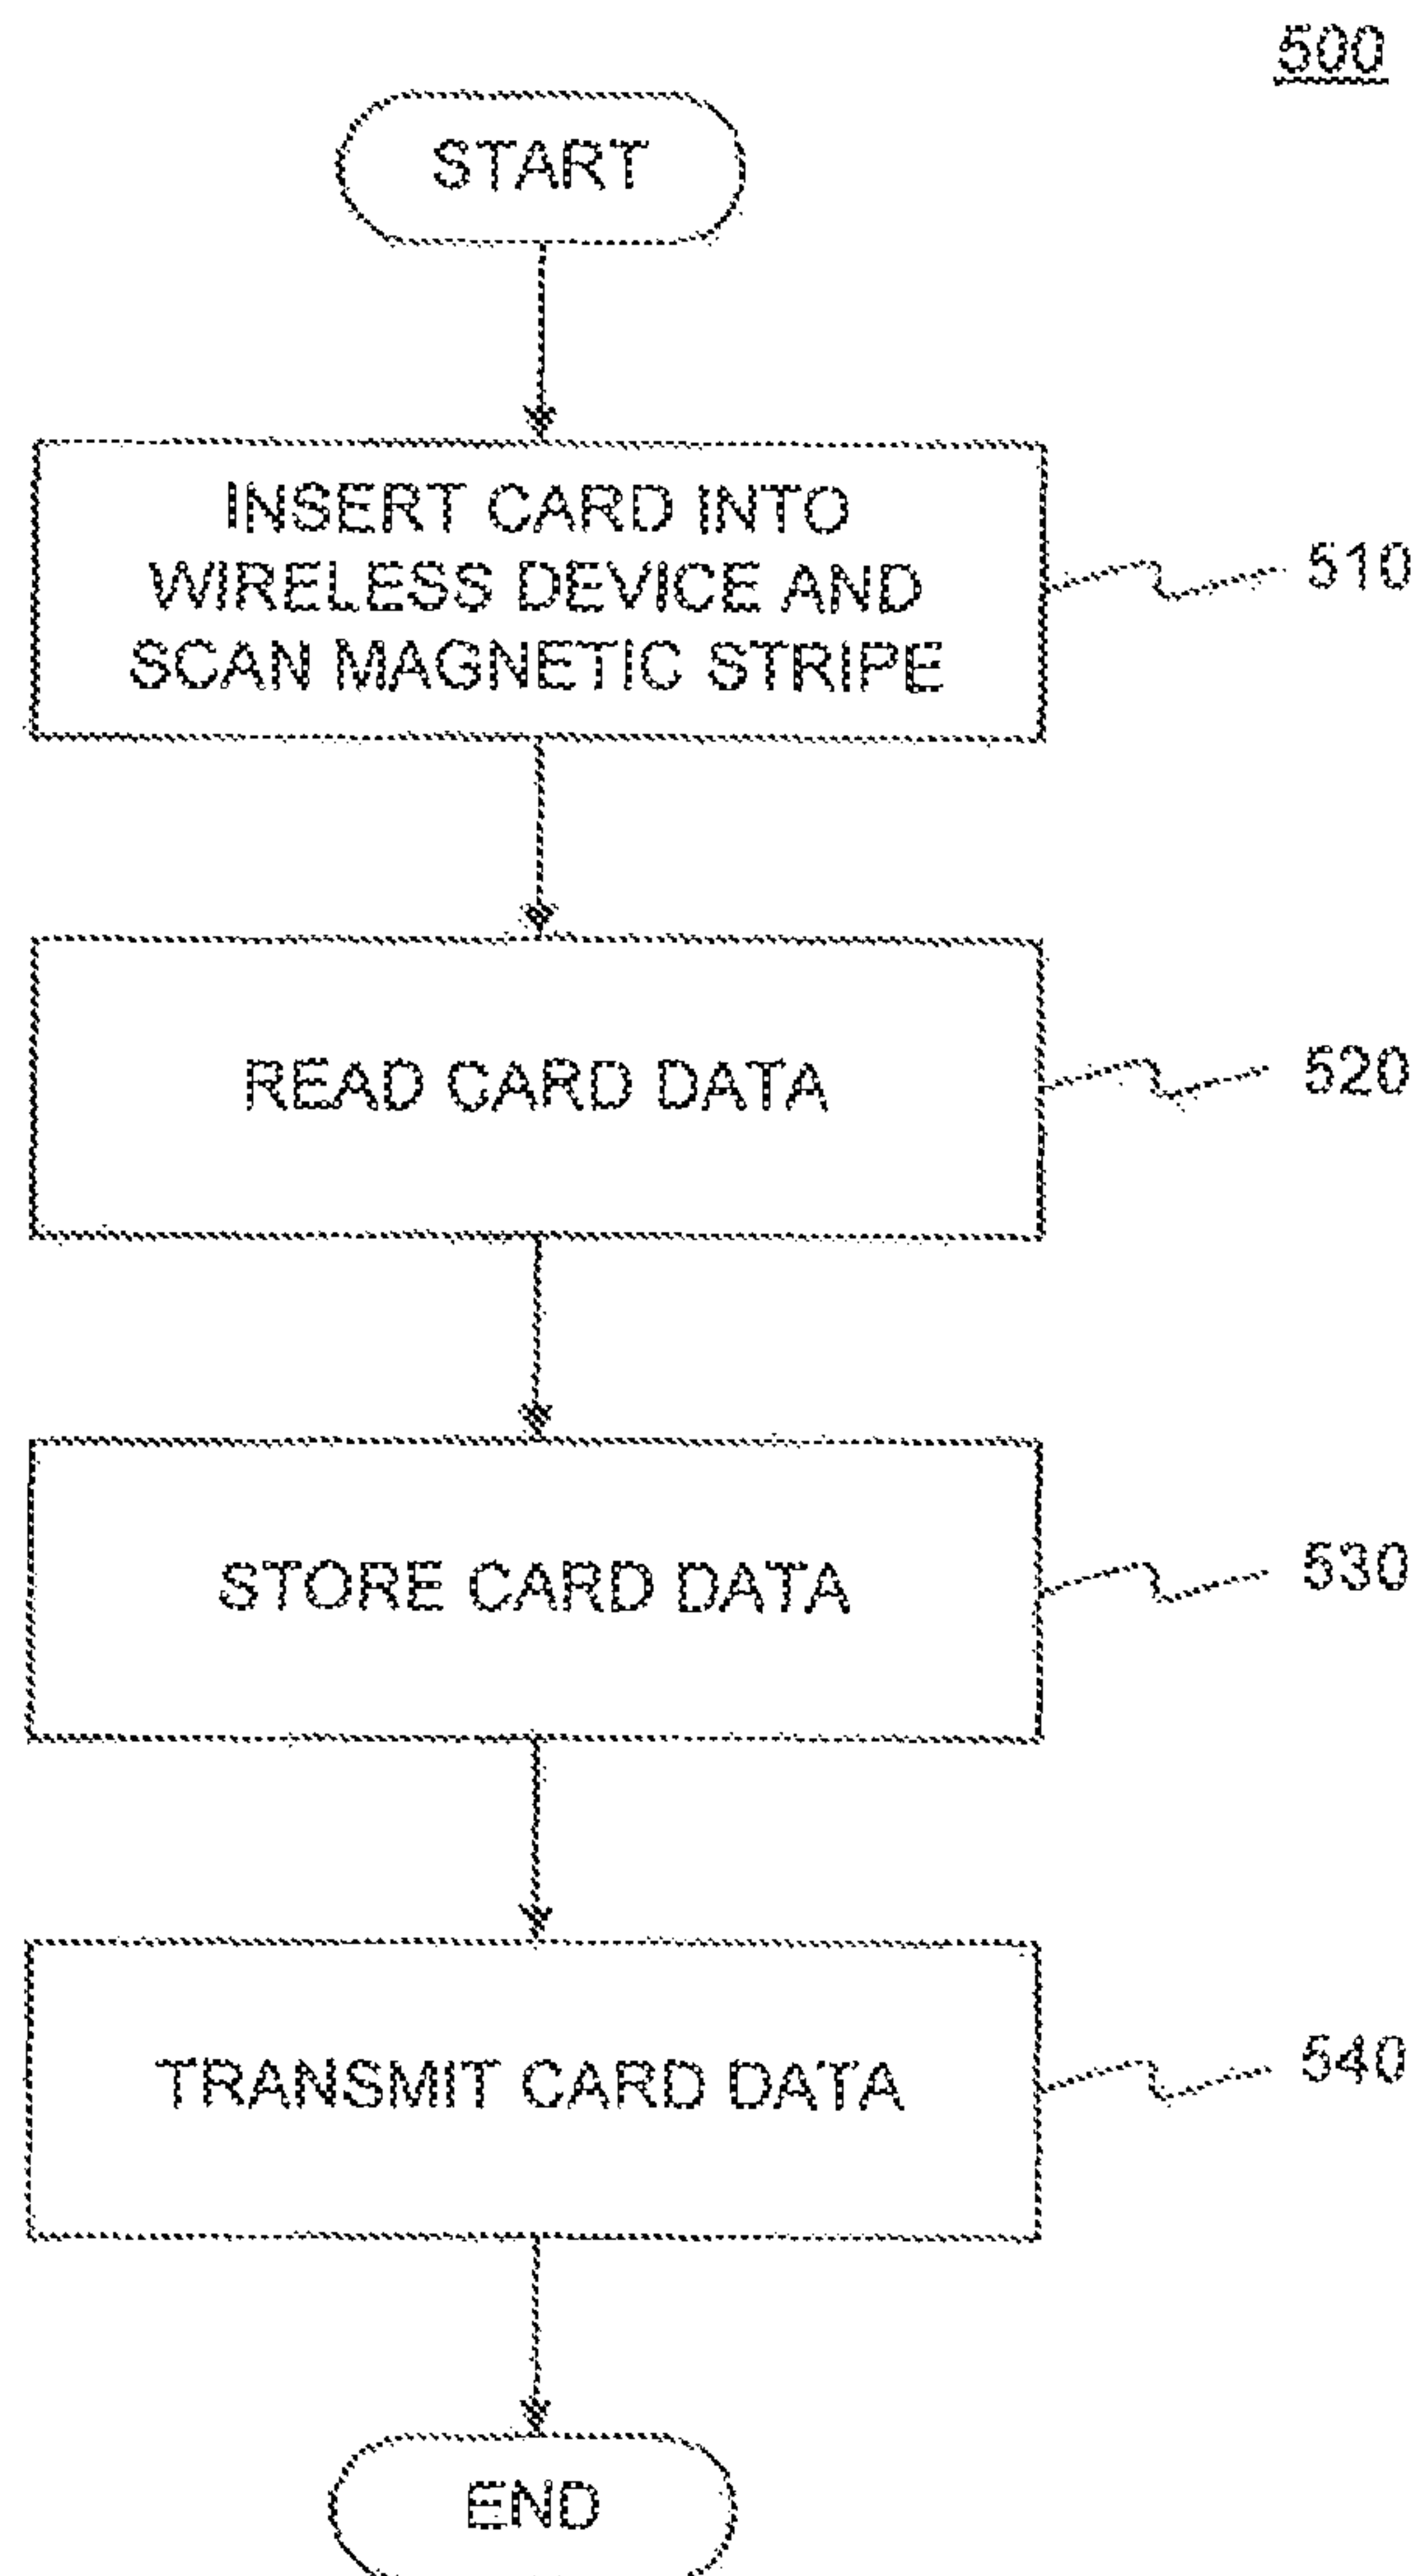 500
START
INSERT CARD INTO
WIRELESS DEVICE AND
SCAN MAGNETIC STRIPE
510
READ CARD DATA
520
STORE CARD DATA
530
TRANSMIT CARD DATA
540
END